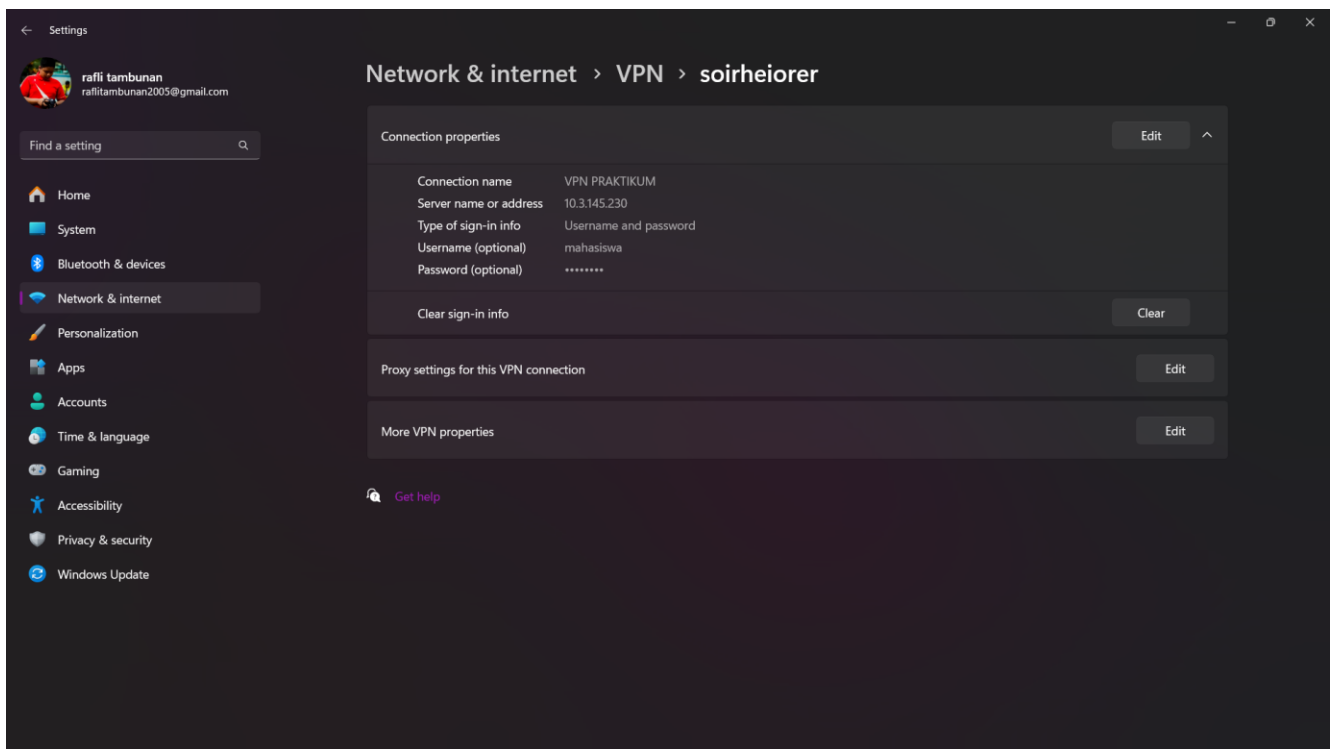 Settings
rafli tambunan
raflitambunan2005@gmail.com
Find a setting
Home
System
Bluetooth & devices
Network & internet
Personalization
Apps
Accounts
Time & language
Gaming
Accessibility
Privacy & security
Windows Update
Network & internet > VPN > soirheiorer
Connection properties Edit
Connection name VPN PRAKTIKUM
Server name or address 10.3.145.230
Type of sign-in info Username and password
Username (optional) mahasiswa
Password (optional) ••••••••
Clear sign-in info Clear
Proxy settings for this VPN connection Edit
More VPN properties Edit
Get help